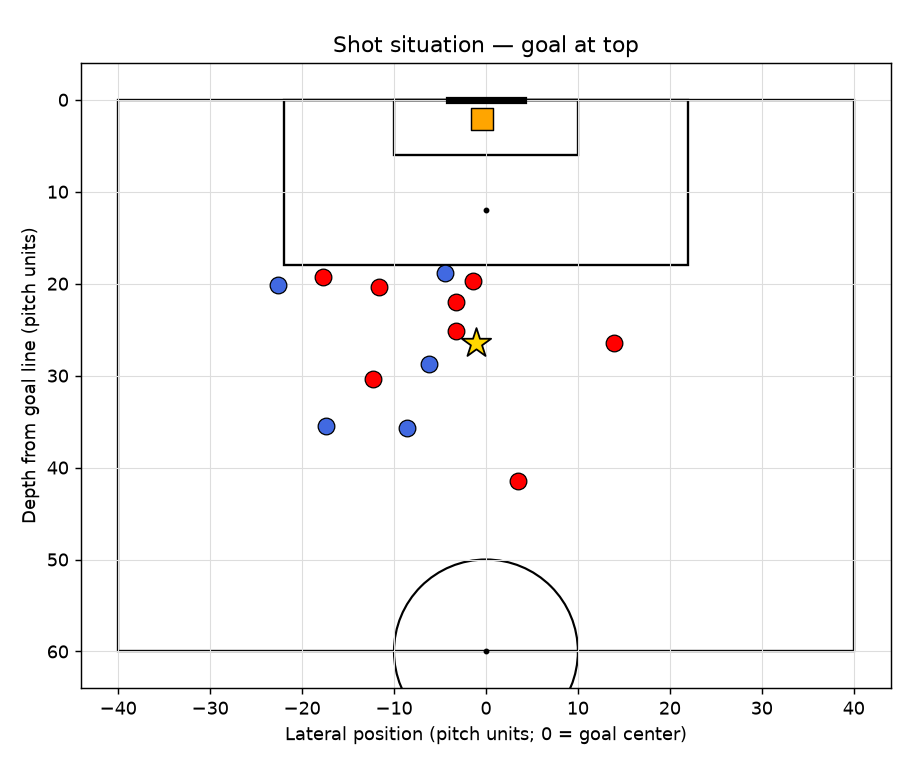 Shot situation — goal at top
Depth from goal line (pitch units)
0
10
20
30
40
50
60
−40 −30 −20 −10 0 10 20 30 40
Lateral position (pitch units; 0 = goal center)